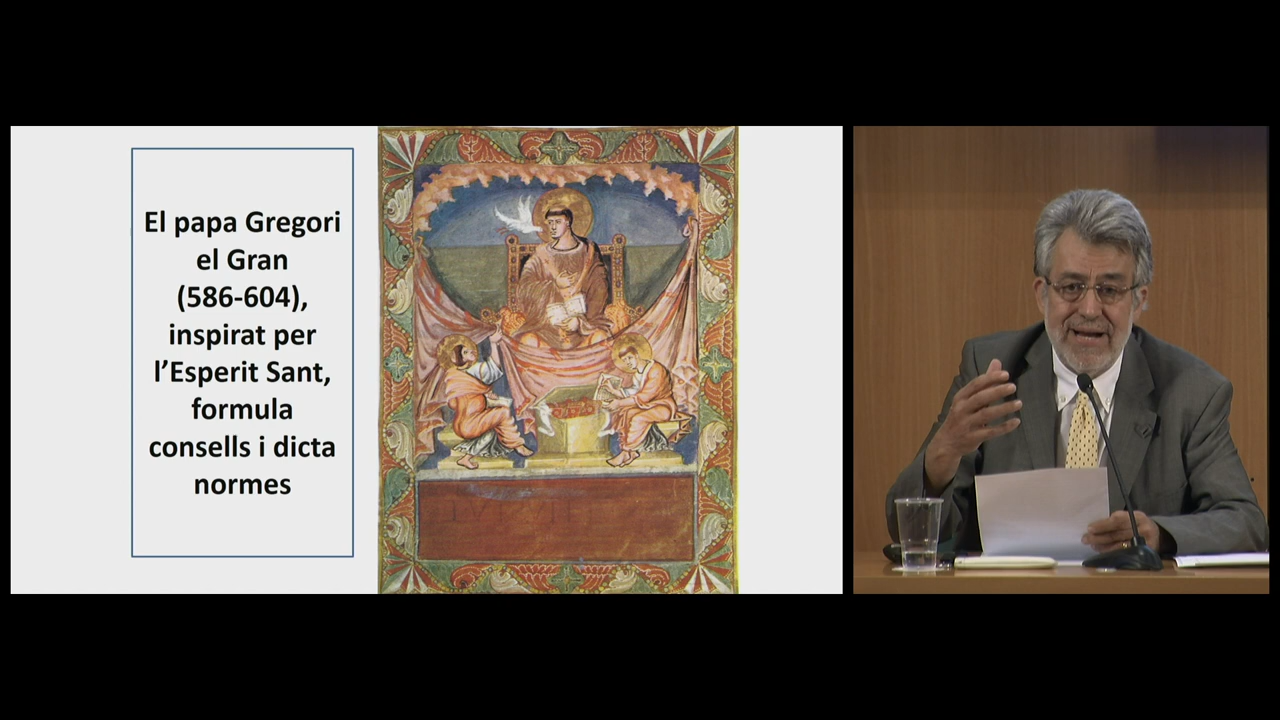 El papa Gregori
el Gran
(586-604),
inspirat per
l’Esperit Sant,
formula
consells i dicta
normes